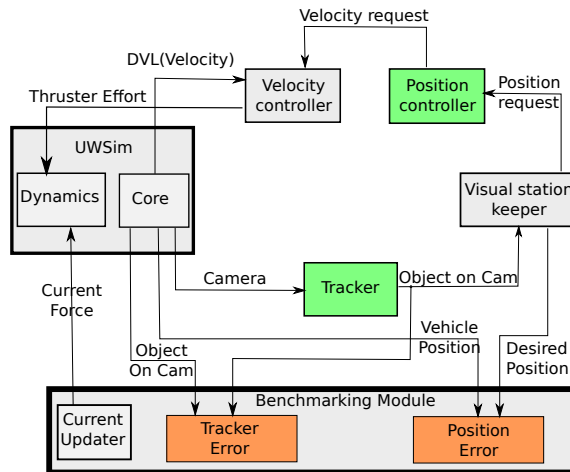 Velocity request
DVL(Velocity)
Velocity
controller
Position
controller
Position
request
Thruster Effort
UWSim
Dynamics
Core
Visual station
keeper
Camera
Tracker
Object on Cam
Current
Force
Vehicle
Position
Object
On Cam
Desired
Position
Benchmarking Module
Current
Updater
Tracker
Error
Position
Error